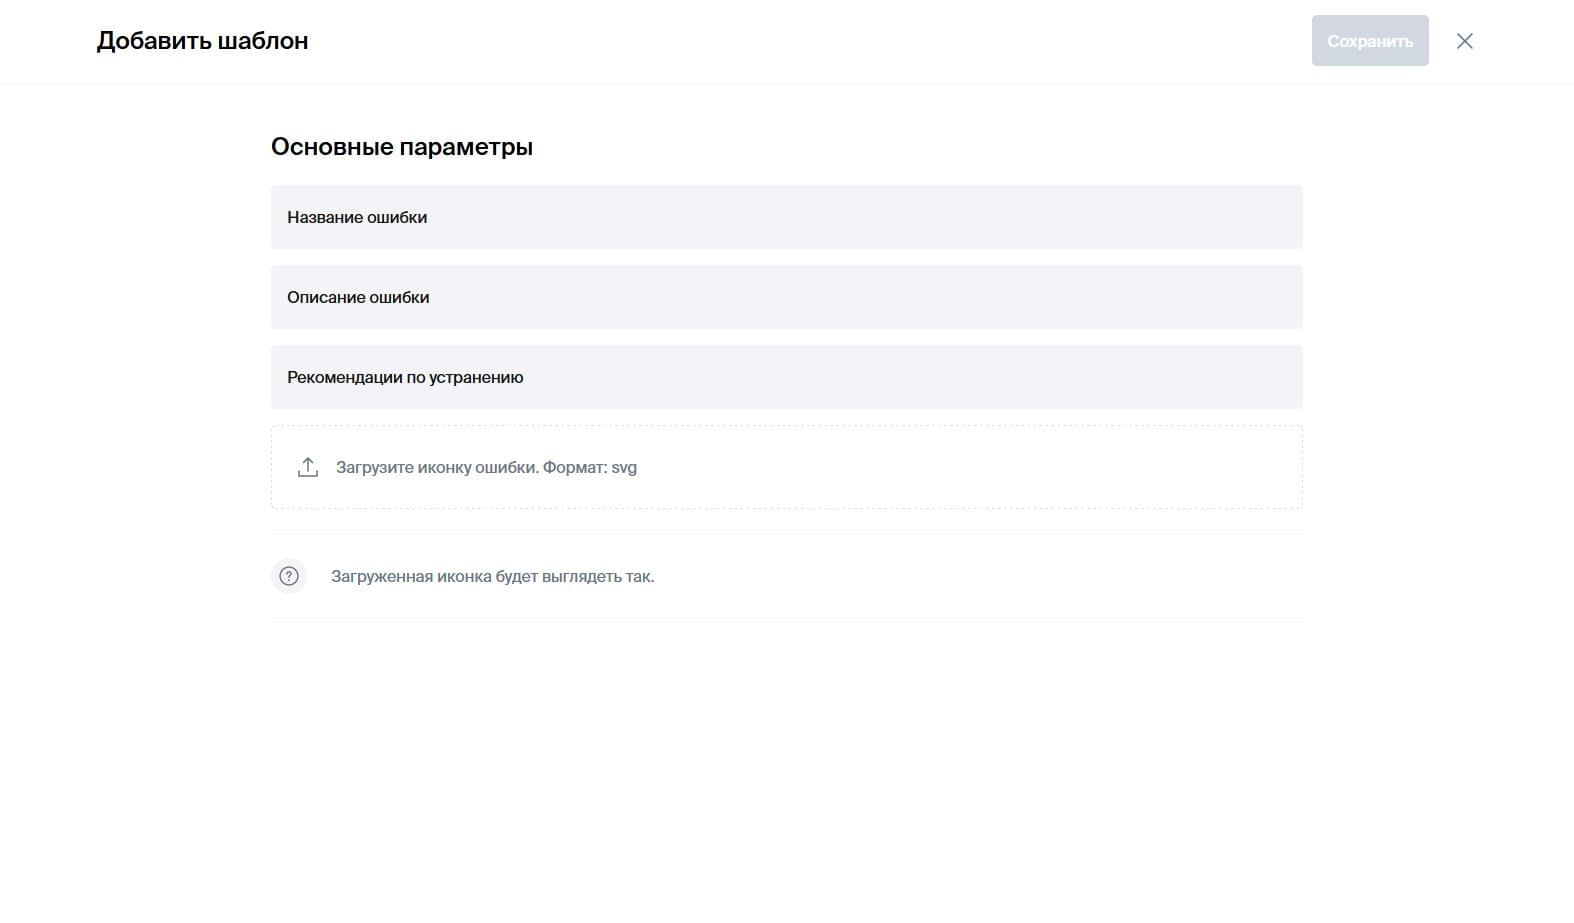 Добавить шаблон
Сохранить
Основные параметры
Название ошибки
Описание ошибки
Рекомендации по устранению
Загрузите иконку ошибки. Формат: svg
Загруженная иконка будет выглядеть так.